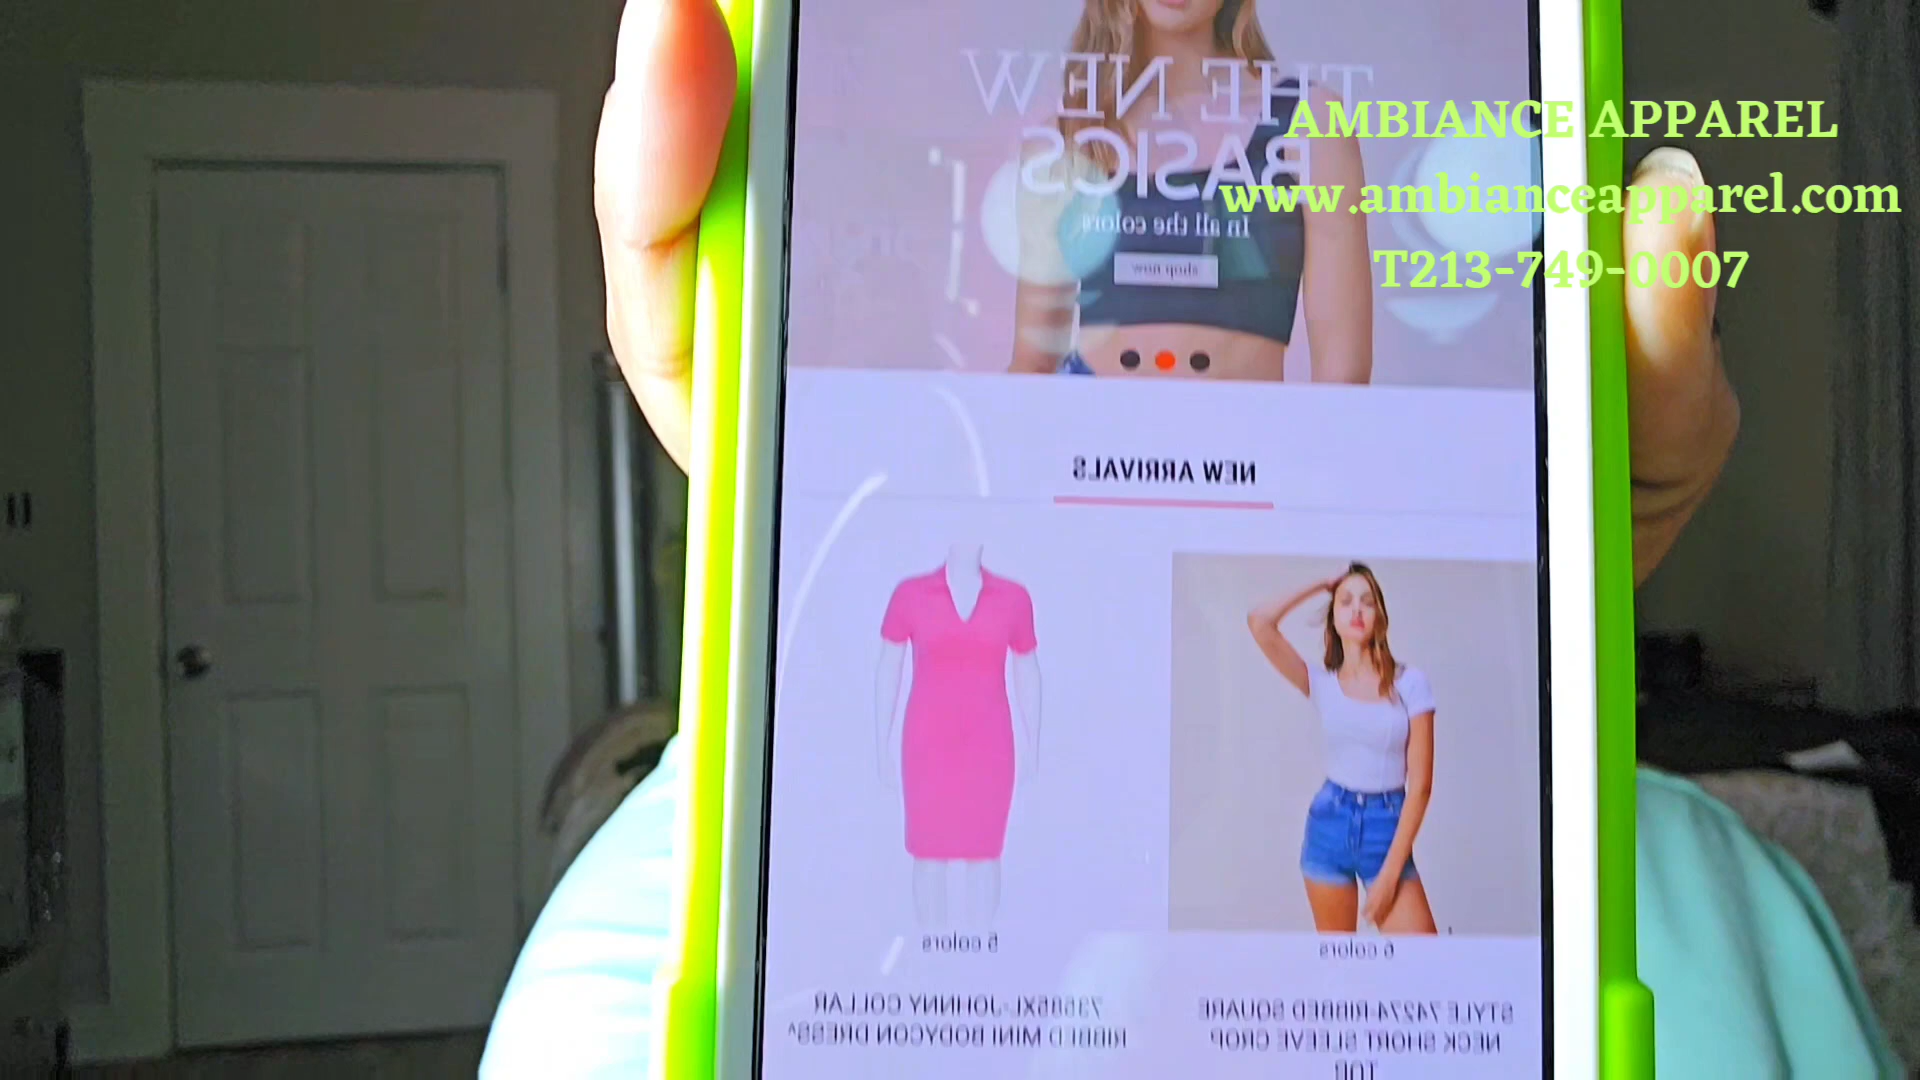 THE NEW
BASICS
In all the colors
shop now
AMBIANCE APPAREL
www.ambianceapparel.com
T213-749-0007
NEW ARRIVALS
6 colors
5 colors
STYLE 74274-RIBBED SQUARE
NECK SHORT SLEEVE CROP
TOP
73585XL-JOHNNY COLLAR
RIBBED MINI BODYCON DRESS^